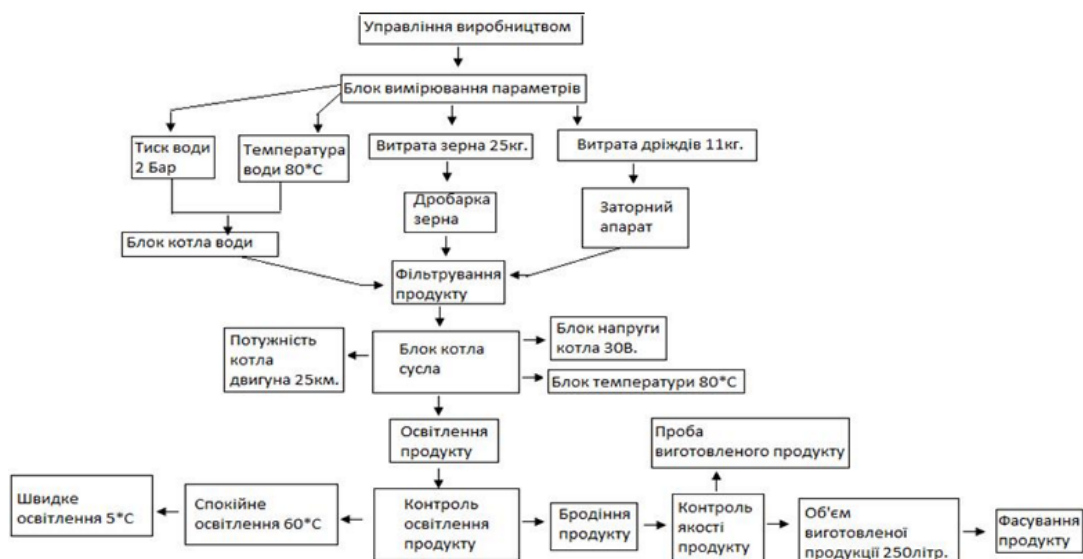 Управління виробництвом
Блок вимірювання параметрів
Тиск води
2 Бар
Температура
води 80*С
Витрата зерна 25кг.
Витрата дріждів 11кг.
Дробарка
зерна
Заторний
апарат
Блок котла води
Фільтрування
продукту
Потужність
котла
двигуна 25км.
Блок котла
сусла
Блок напруги
котла 30В.
Блок температури 80*С
Освітлення
продукту
Проба
виготовленого продукту
Швидке
освітлення 5*С
Спокійне
освітлення 60*С
Контроль
освітлення
продукту
Бродіння
продукту
Контроль
якості
продукту
Об'єм
виготовленої
продукції 250літр.
Фасування
продукту